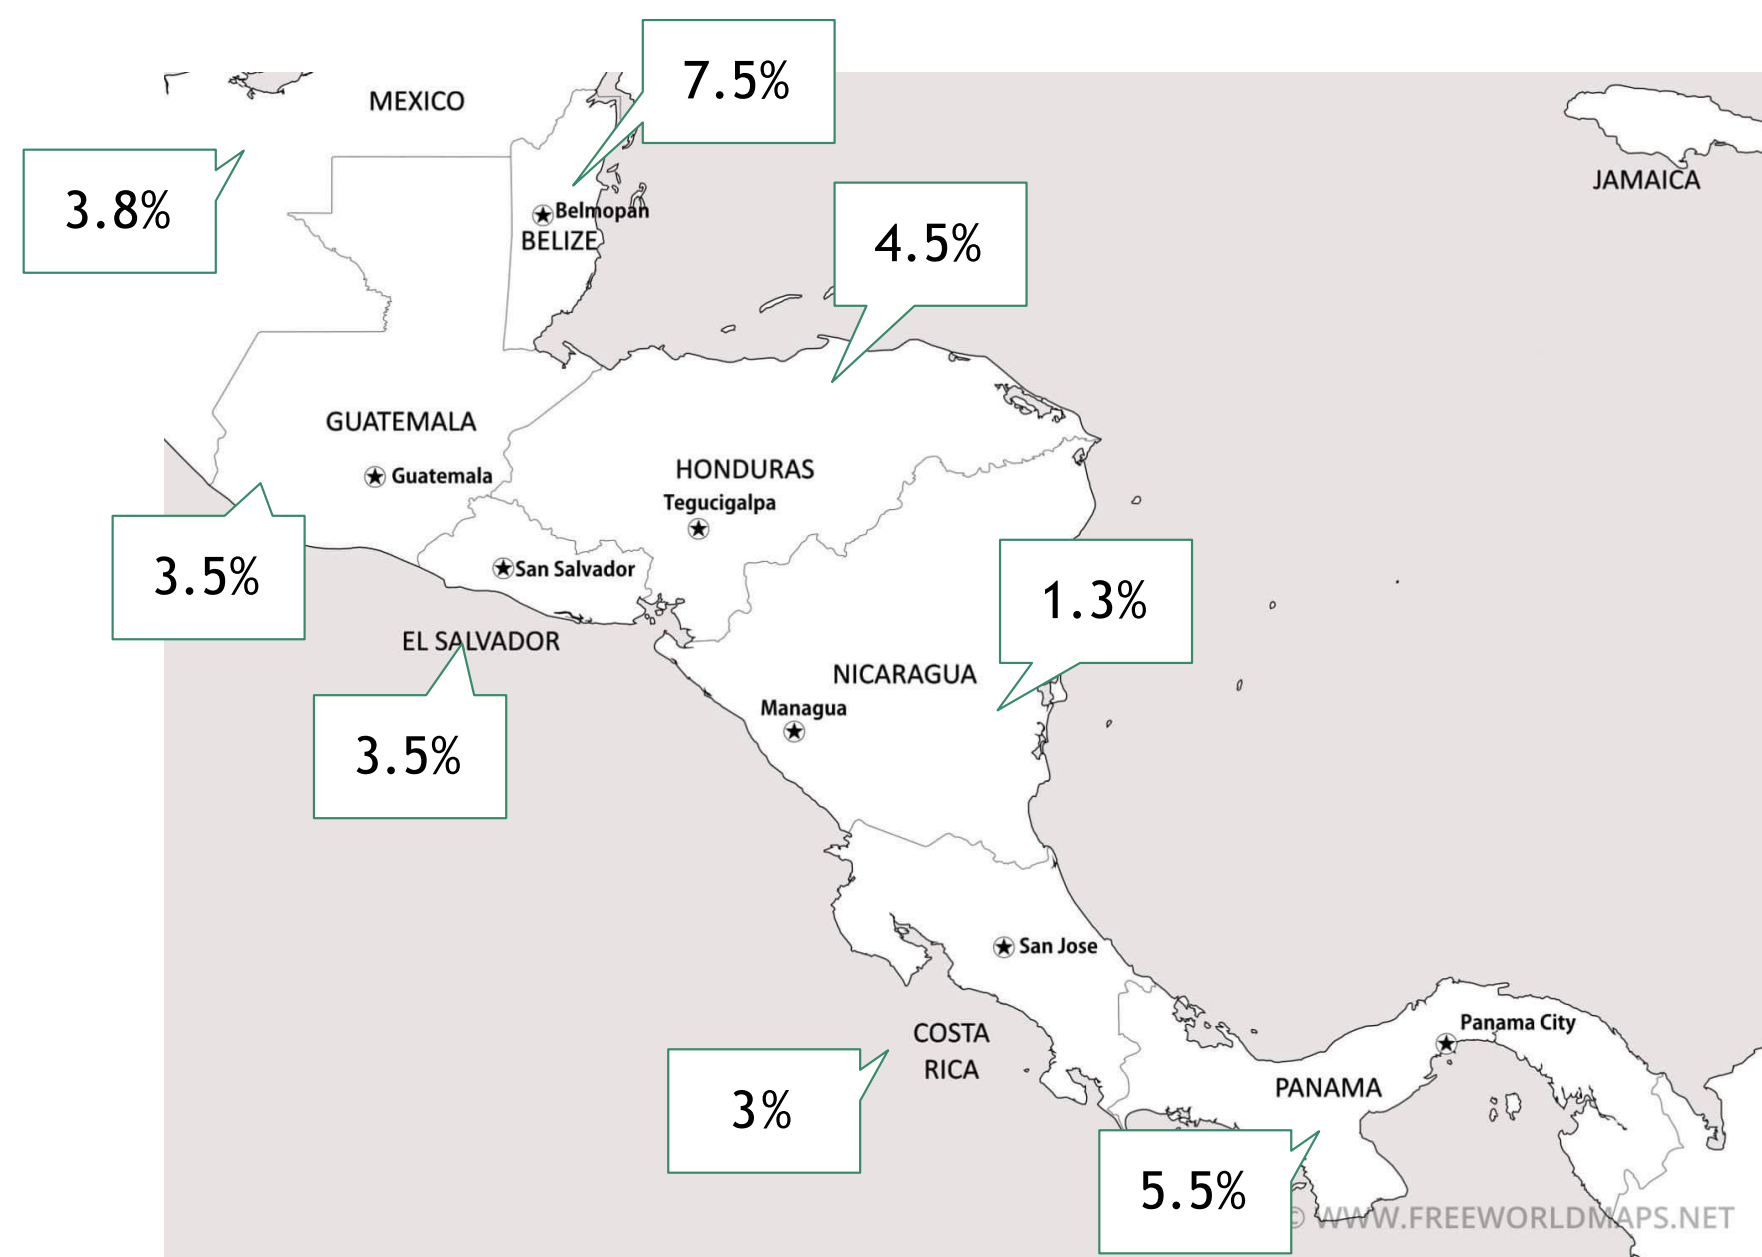 7.5%
MEXICO
3.8%
JAMAICA
Belmopan
BELIZE
4.5%
GUATEMALA
Guatemala
HONDURAS
Tegucigalpa
3.5%
San Salvador
1.3%
EL SALVADOR
NICARAGUA
Managua
3.5%
San Jose
COSTA
RICA
Panama City
PANAMA
3%
5.5%
© WWW.FREEWORLDMAPS.NET